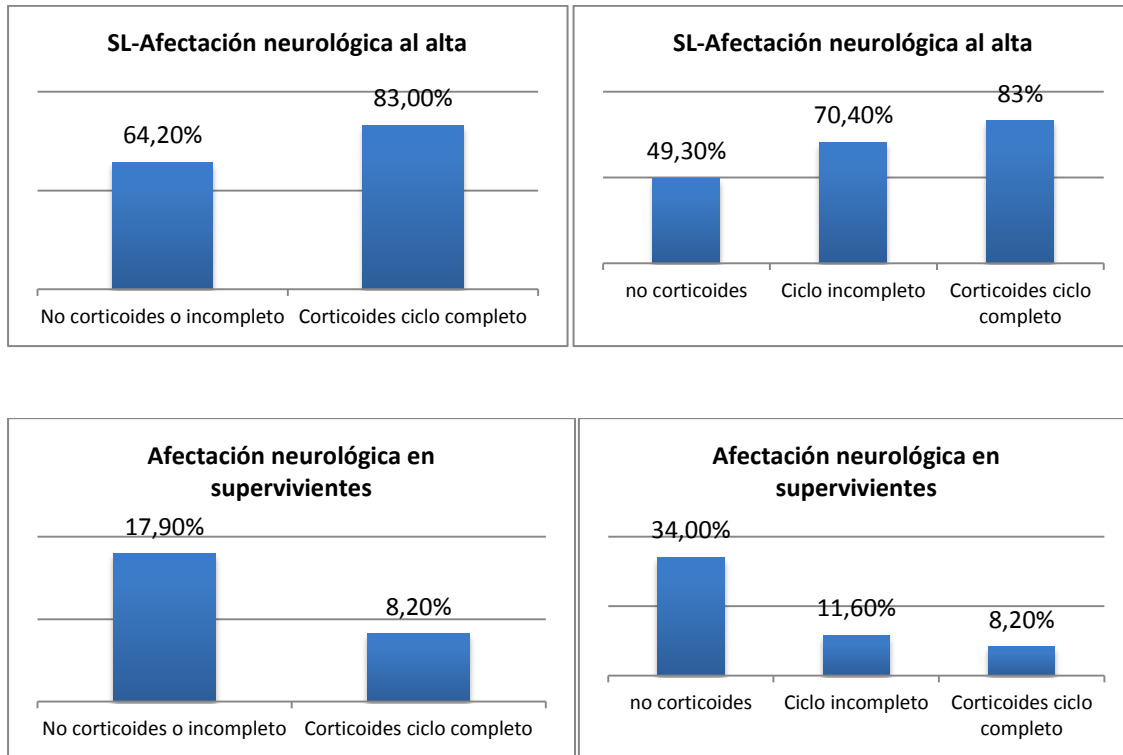 SL-Afectación neurológica al alta
83,00%
64,20%
No corticoides o incompleto Corticoides ciclo completo
SL-Afectación neurológica al alta
83%
70,40%
49,30%
no corticoides Ciclo incompleto Corticoides ciclo
completo
Afectación neurológica en
supervivientes
17,90%
8,20%
No corticoides o incompleto Corticoides ciclo completo
Afectación neurológica en
supervivientes
34,00%
11,60%
8,20%
no corticoides Ciclo incompleto Corticoides ciclo
completo